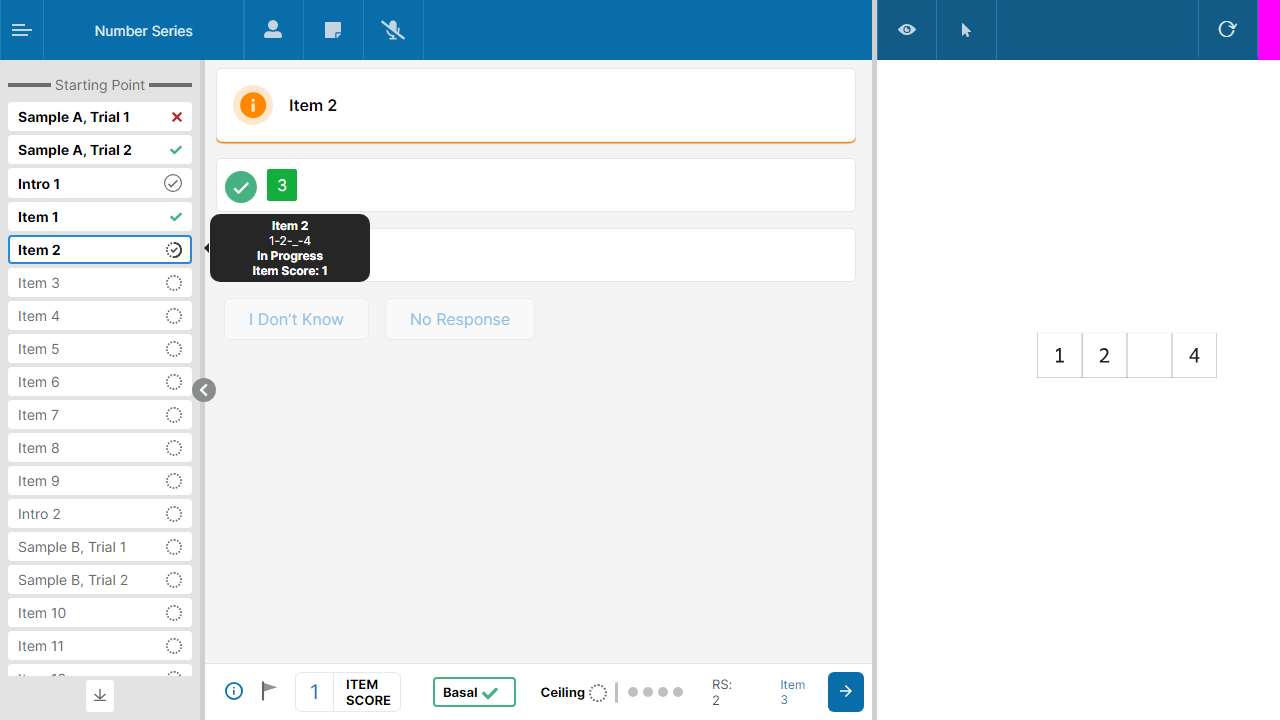 Number Series
Starting Point
Sample A, Trial 1
Sample A, Trial 2
Intro 1
Item 1
Item 2
Item 3
Item 4
Item 5
Item 6
Item 7
Item 8
Item 9
Intro 2
Sample B, Trial 1
Sample B, Trial 2
Item 10
Item 11
Item 2
3
Item 2
1-2-_-4
In Progress
Item Score: 1
I Don't Know
No Response
1
ITEM
SCORE
Basal
Ceiling
RS:
2
Item
3
1 2 4